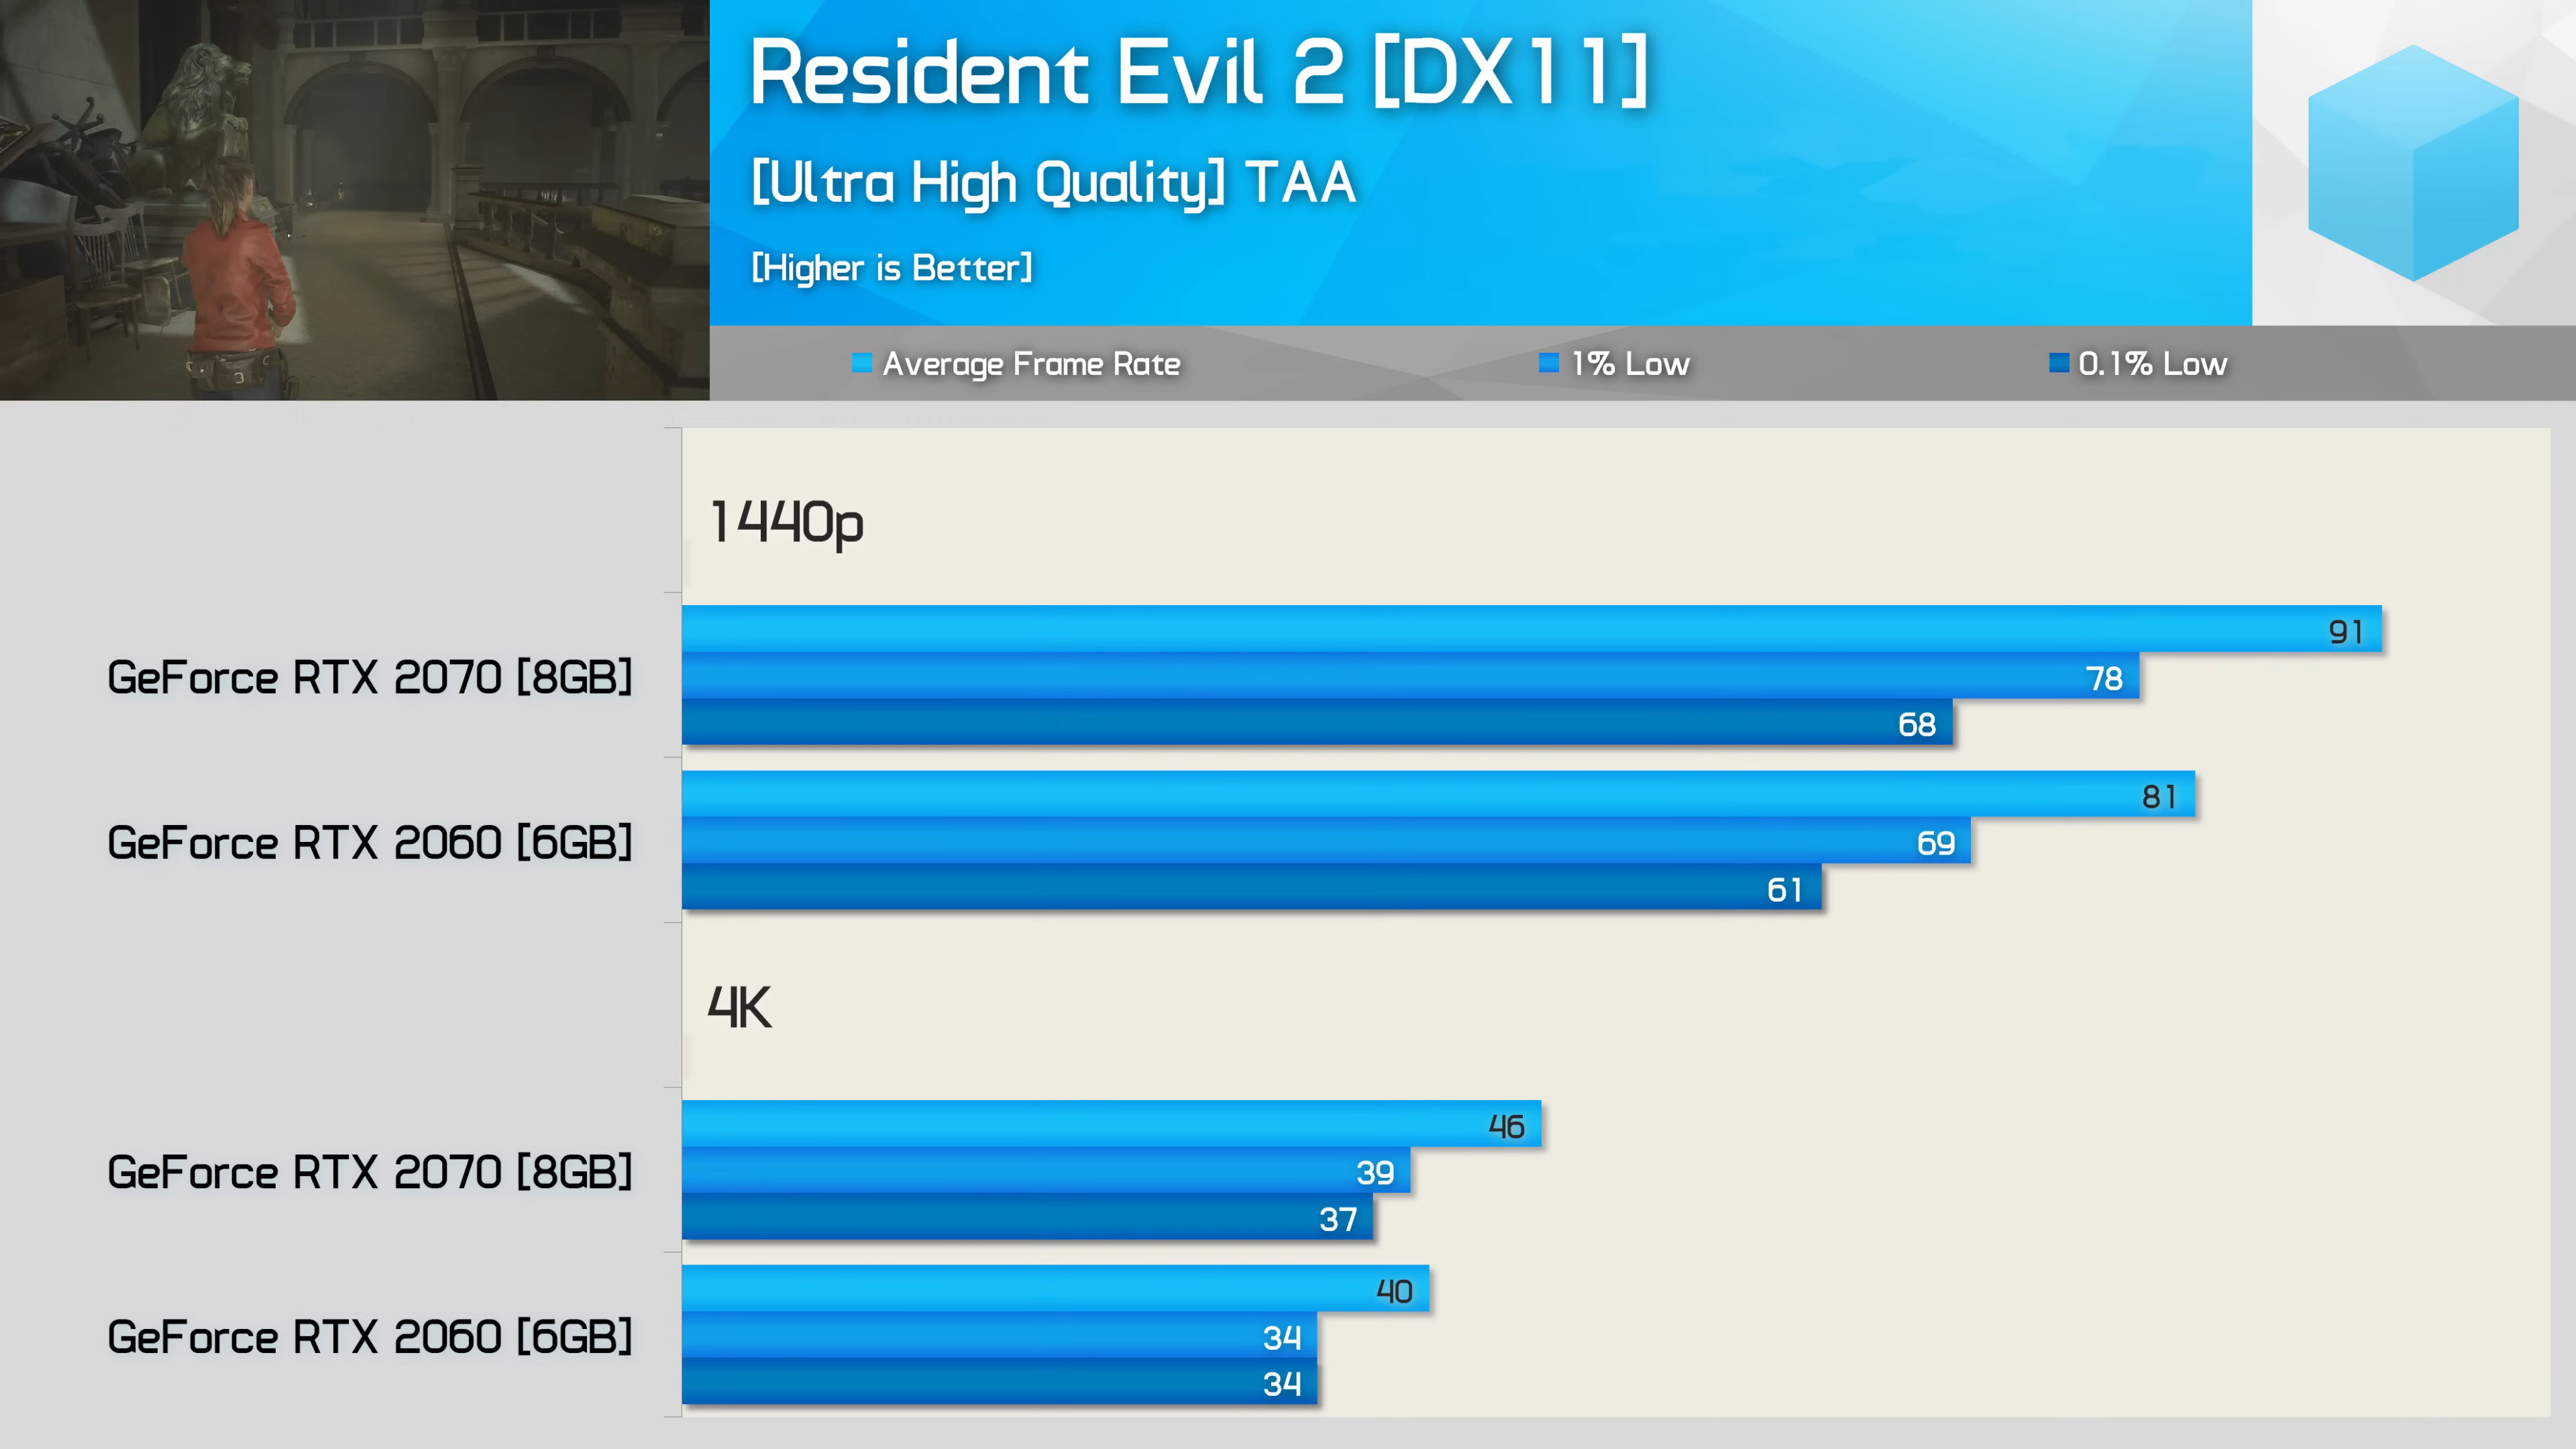 Resident Evil 2 [DX11]
[Ultra High Quality] TAA
[Higher is Better]
Average Frame Rate 1% Low 0.1% Low
1440p
91
GeForce RTX 2070 [8GB] 78
68
81
GeForce RTX 2060 [6GB] 69
61
4K
46
GeForce RTX 2070 [8GB] 39
37
40
GeForce RTX 2060 [6GB] 34
34